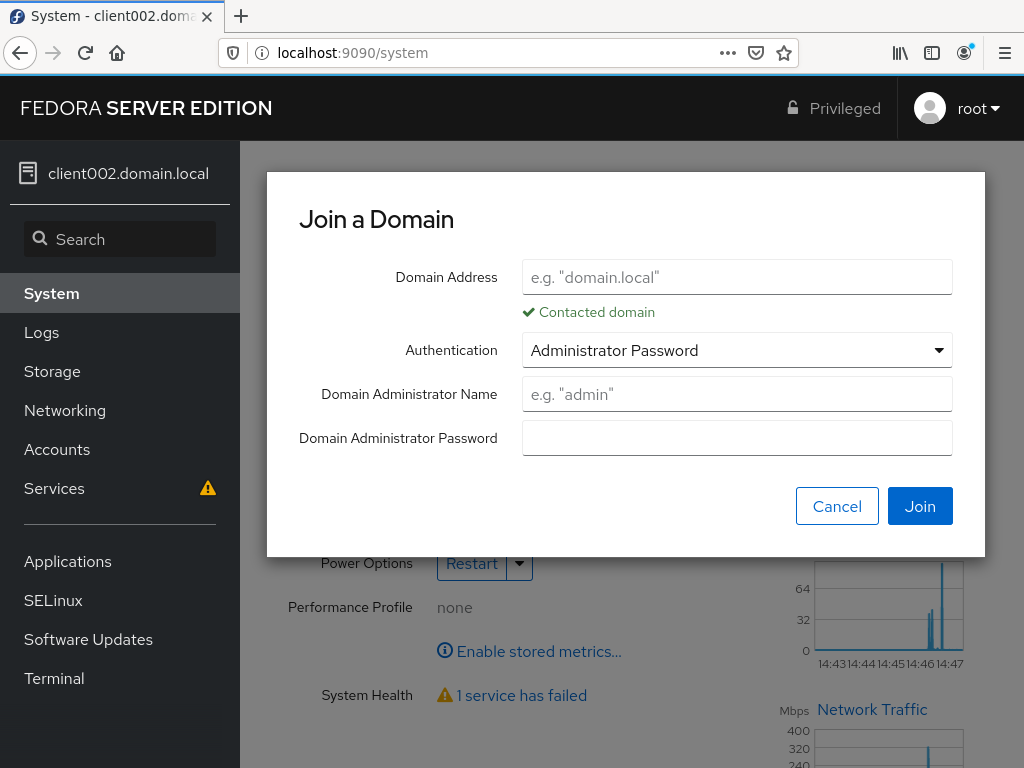 System - client002.doma
localhost:9090/system
FEDORA SERVER EDITION
Privileged
root
client002.domain.local
Search
System
Logs
Storage
Networking
Accounts
Services
Applications
SELinux
Software Updates
Terminal
Join a Domain
Domain Address
e.g. "domain.local"
Contacted domain
Authentication
Administrator Password
Domain Administrator Name
e.g. "admin"
Domain Administrator Password
Cancel
Join
Power Options
Restart
Performance Profile
none
Enable stored metrics...
System Health
1 service has failed
64
32
0
14:43 14:44 14:45 14:46 14:47
Mbps
Network Traffic
400
320
240